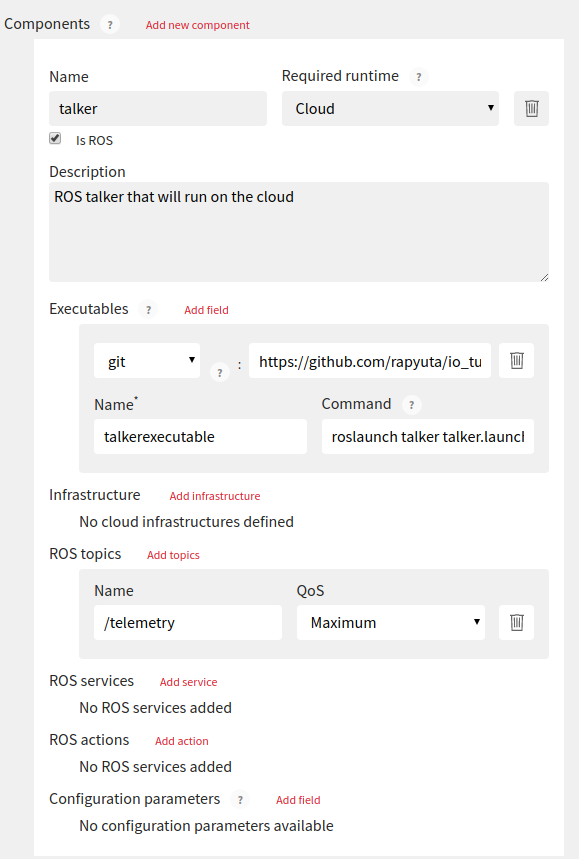 Components ? Add new component
Name Required runtime ?
talker Cloud
Is ROS
Description
ROS talker that will run on the cloud
Executables ? Add field
git ? : https://github.com/rapyuta/io_tu
Name* Command ?
talkerexecutable roslaunch talker talker.launch
Infrastructure Add infrastructure
No cloud infrastructures defined
ROS topics Add topics
Name QoS
/telemetry Maximum
ROS services Add service
No ROS services added
ROS actions Add action
No ROS services added
Configuration parameters ? Add field
No configuration parameters available